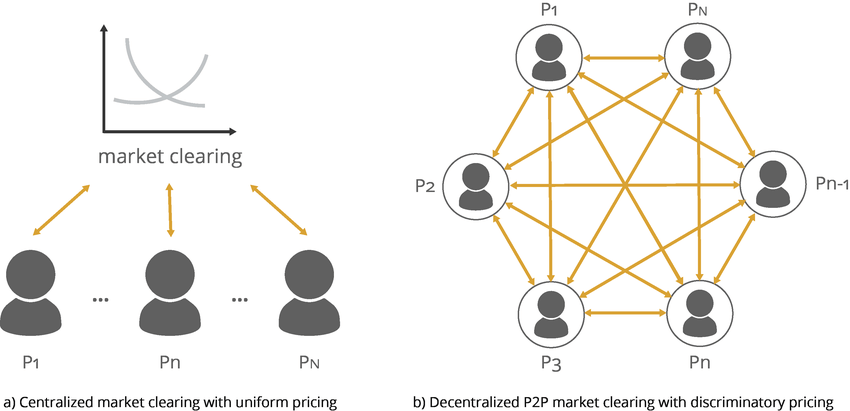 market clearing
...
...
P1
Pn
PN
a) Centralized market clearing with uniform pricing
P1
PN
P2
Pn-1
P3
Pn
b) Decentralized P2P market clearing with discriminatory pricing